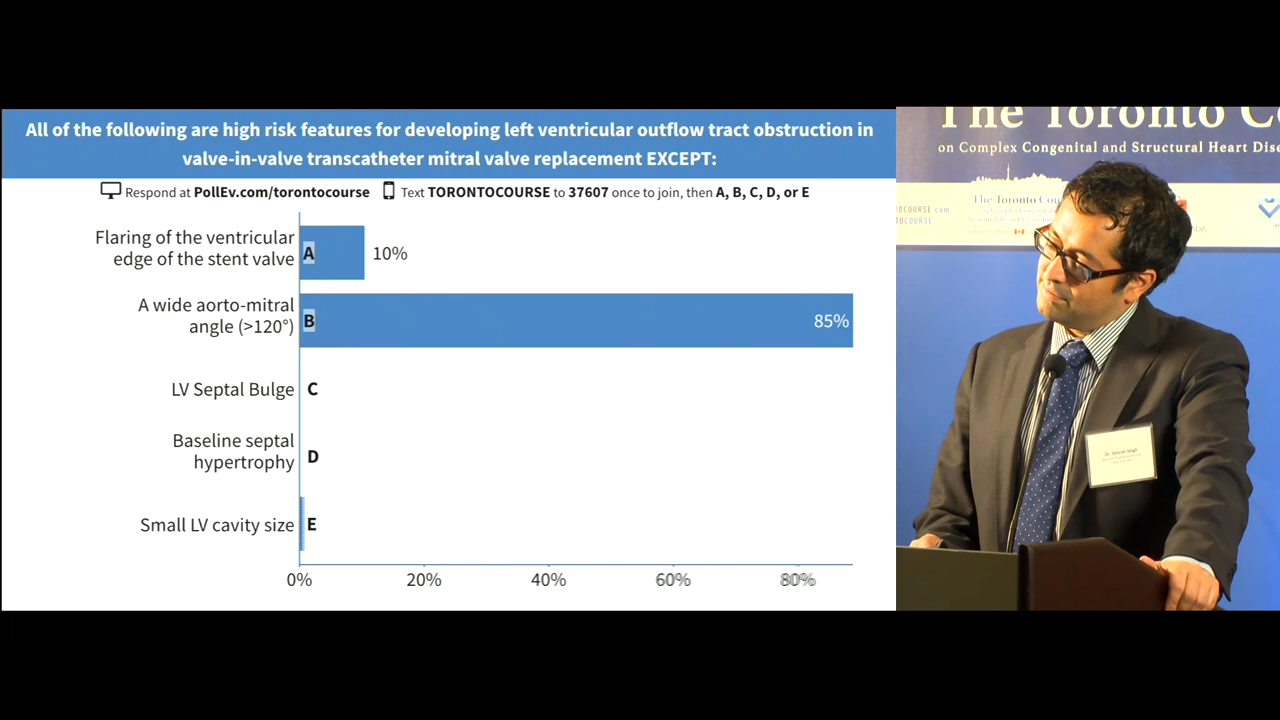 All of the following are high risk features for developing left ventricular outflow tract obstruction in
valve-in-valve transcatheter mitral valve replacement EXCEPT:
Respond at PollEv.com/torontocourse Text TORONTOCOURSE to 37607 once to join, then A, B, C, D, or E
Flaring of the ventricular
edge of the stent valve
A
10%
A wide aorto-mitral
angle (>120°)
B
85%
LV Septal Bulge
C
Baseline septal
hypertrophy
D
Small LV cavity size
E
0%
20%
40%
60%
80%
The Toronto Co
on Complex Congenital and Structural Heart Dise
The Toronto Cou